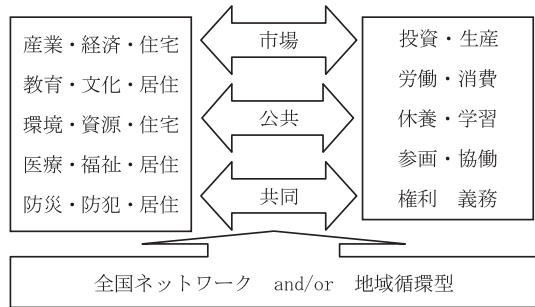 産業・経済・住宅
教育・文化・居住
環境・資源・住宅
医療・福祉・居住
防災・防犯・居住
市場
公共
共同
投資・生産
労働・消費
休養・学習
参画・協働
権利　義務
全国ネットワーク　and/or　地域循環型